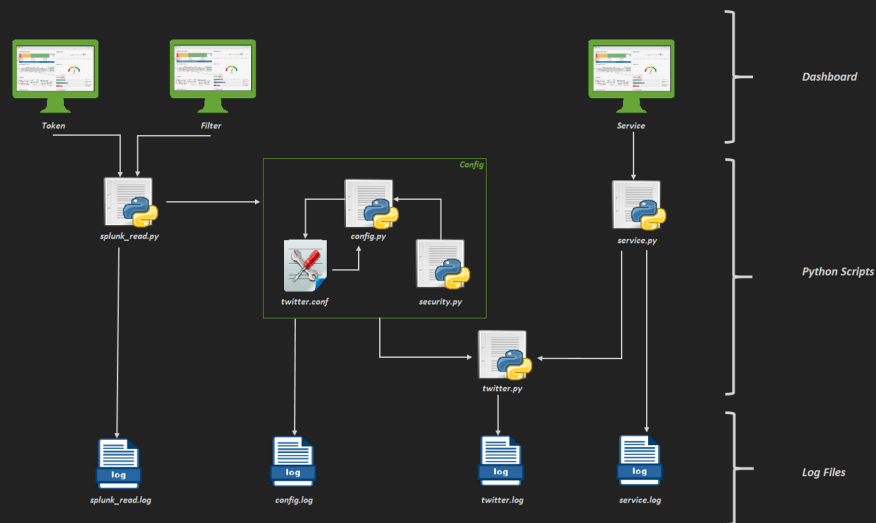 Dashboard
Token
Filter
Service
Config
splunk_read.py
config.py
service.py
Python Scripts
twitter.conf
security.py
twitter.py
log
log
log
log
Log Files
splunk_read.log
config.log
twitter.log
service.log